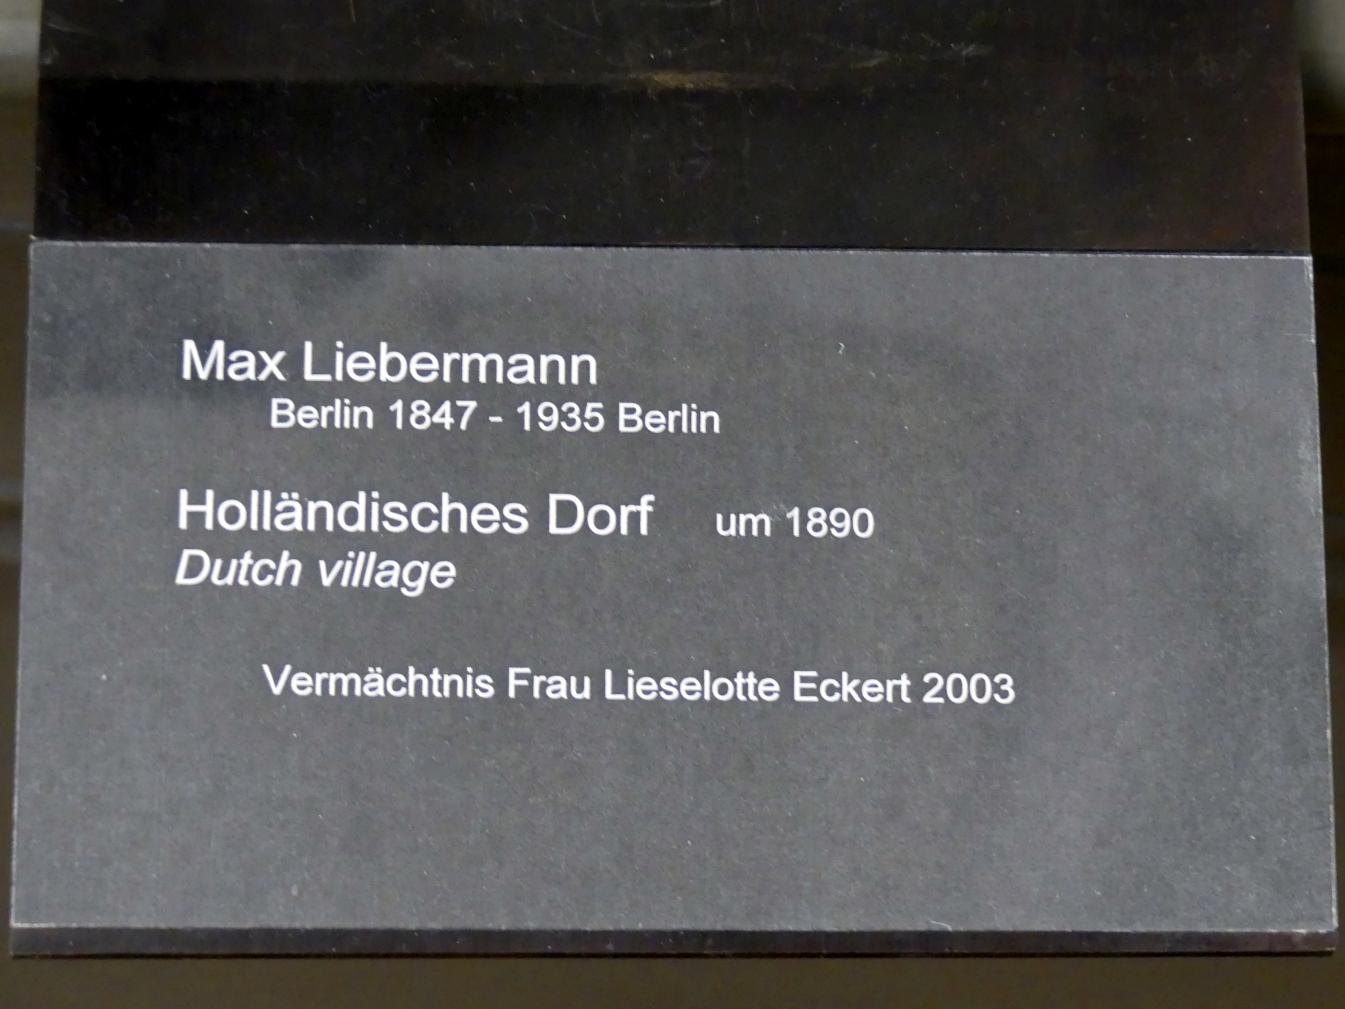 Max Liebermann
Berlin 1847 - 1935 Berlin
Holländisches Dorf um 1890
Dutch village
Vermächtnis Frau Lieselotte Eckert 2003